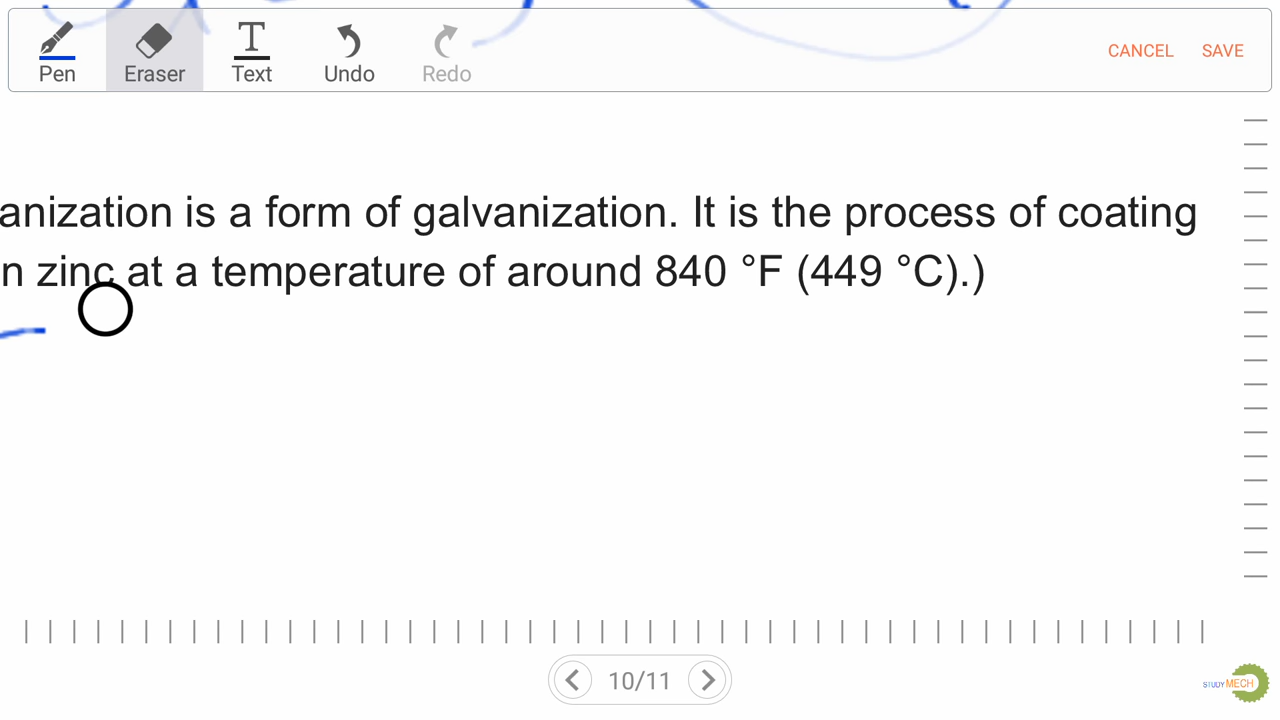 Pen
Eraser
Text
Undo
Redo
CANCEL
SAVE
anization is a form of galvanization. It is the process of coating
n zinc at a temperature of around 840 °F (449 °C).)
10/11
STUDY MECH